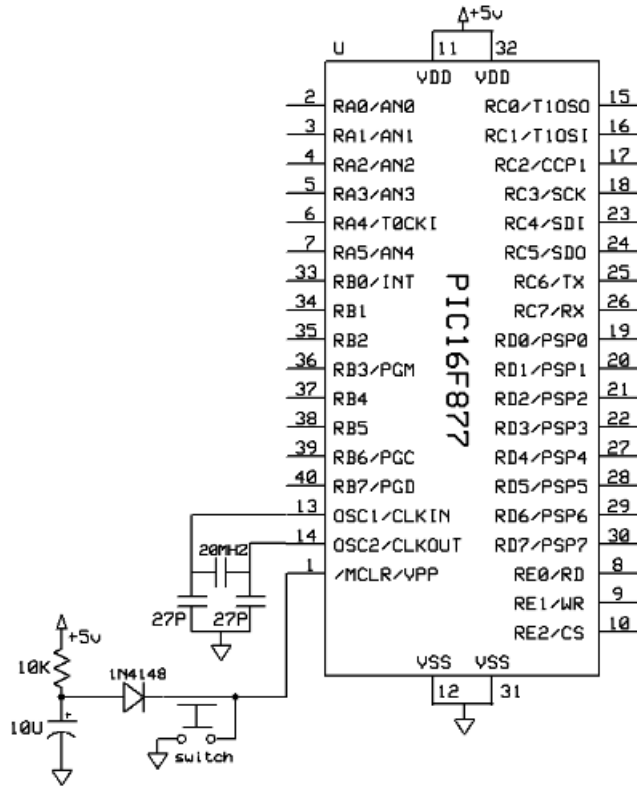 +5v
U
11 32
VDD VDD
2 RA0/AN0 RC0/T1OSO 15
3 RA1/AN1 RC1/T1OSI 16
4 RA2/AN2 RC2/CCP1 17
5 RA3/AN3 RC3/SCK 18
6 RA4/T0CKI RC4/SDI 23
7 RA5/AN4 RC5/SDO 24
33 RB0/INT RC6/TX 25
34 RB1 RC7/RX 26
35 RB2 RD0/PSP0 19
36 RB3/PGM RD1/PSP1 20
37 RB4 RD2/PSP2 21
38 RB5 RD3/PSP3 22
39 RB6/PGC RD4/PSP4 27
40 RB7/PGD RD5/PSP5 28
13 OSC1/CLKIN RD6/PSP6 29
14 OSC2/CLKOUT RD7/PSP7 30
1 /MCLR/VPP RE0/RD 8
RE1/WR 9
RE2/CS 10
PIC16F877
20MHZ
27P 27P
+5v
10K
1N4148
10U
+
switch
VSS VSS
12 31